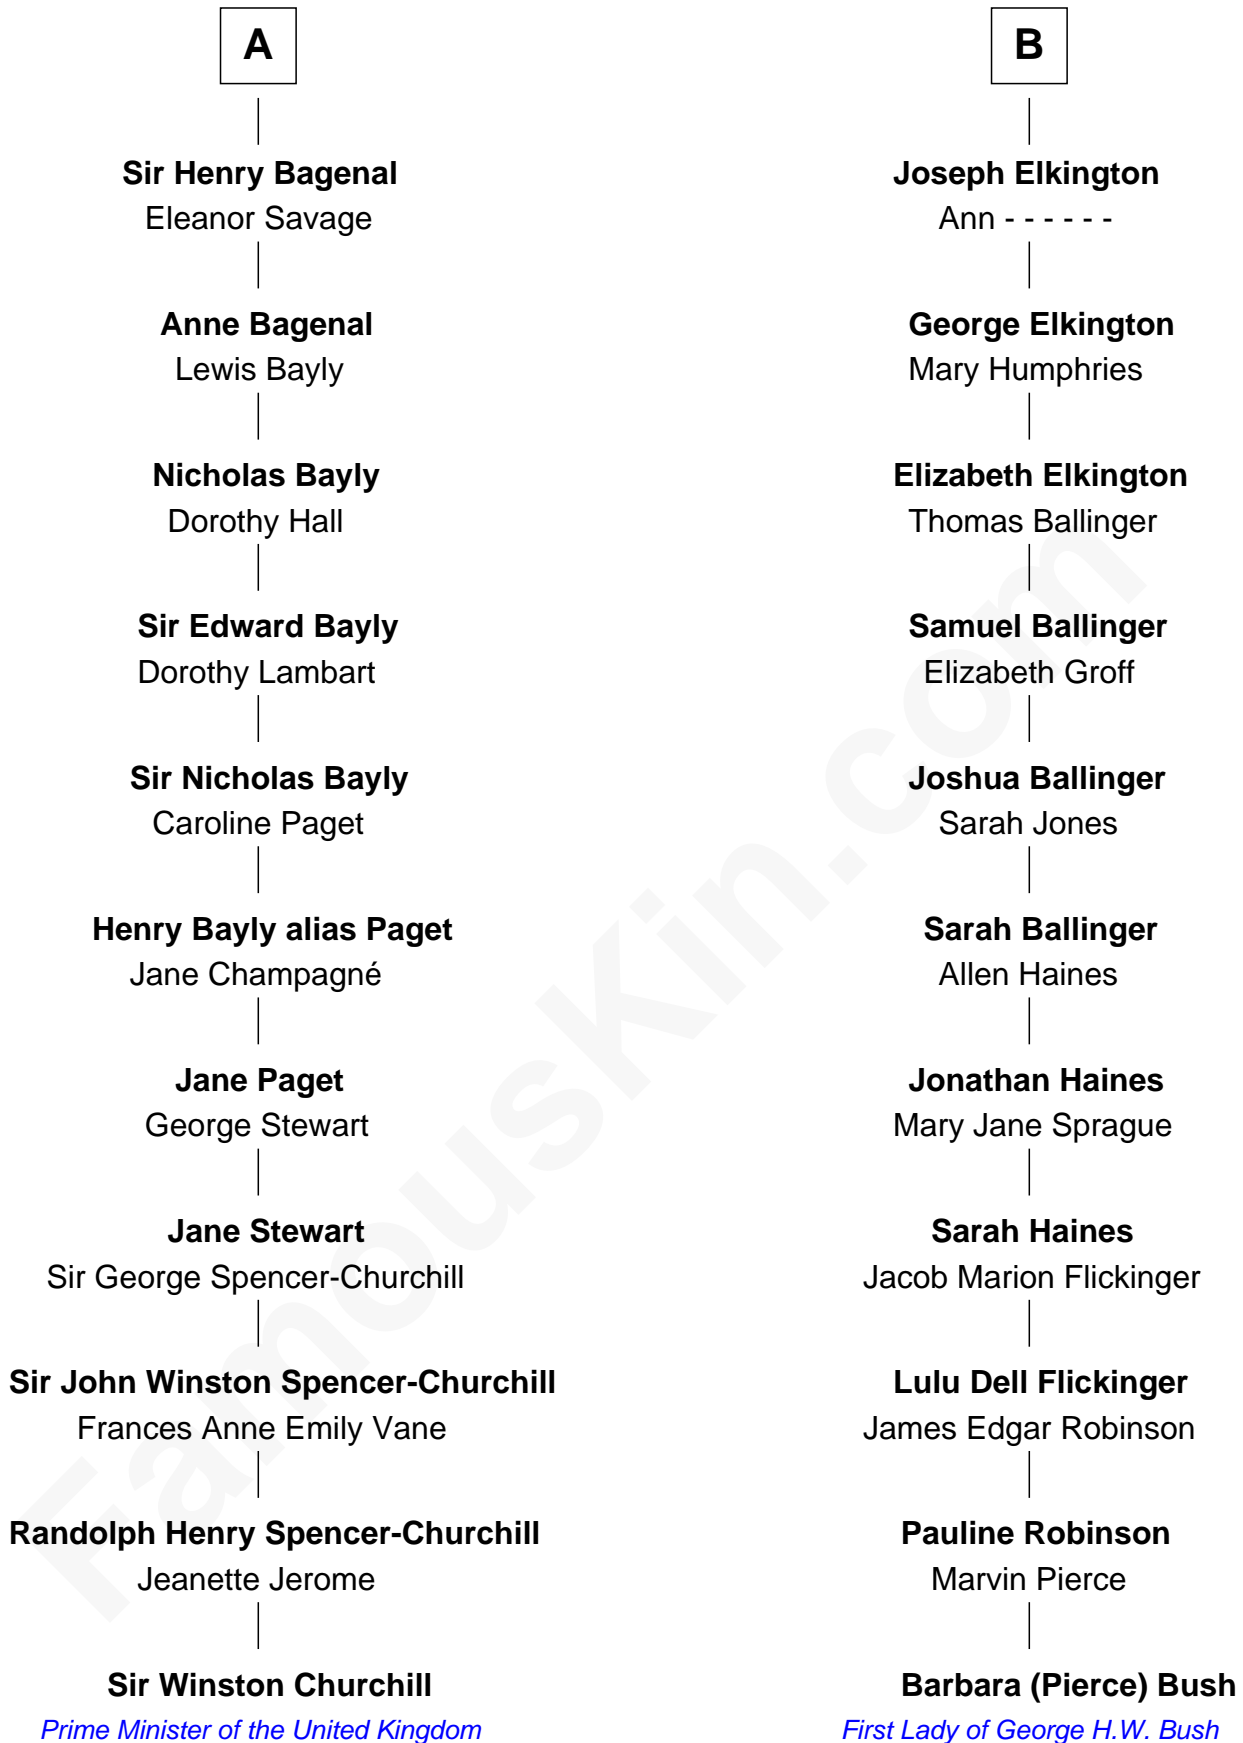 A
Sir Henry Bagenal
Eleanor Savage
Anne Bagenal
Lewis Bayly
Nicholas Bayly
Dorothy Hall
Sir Edward Bayly
Dorothy Lambart
Sir Nicholas Bayly
Caroline Paget
Henry Bayly alias Paget
Jane Champagné
Jane Paget
George Stewart
Jane Stewart
Sir George Spencer-Churchill
Sir John Winston Spencer-Churchill
Frances Anne Emily Vane
Randolph Henry Spencer-Churchill
Jeanette Jerome
Sir Winston Churchill
Prime Minister of the United Kingdom
B
Joseph Elkington
Ann - - - - - -
George Elkington
Mary Humphries
Elizabeth Elkington
Thomas Ballinger
Samuel Ballinger
Elizabeth Groff
Joshua Ballinger
Sarah Jones
Sarah Ballinger
Allen Haines
Jonathan Haines
Mary Jane Sprague
Sarah Haines
Jacob Marion Flickinger
Lulu Dell Flickinger
James Edgar Robinson
Pauline Robinson
Marvin Pierce
Barbara (Pierce) Bush
First Lady of George H.W. Bush
FamousKin.com